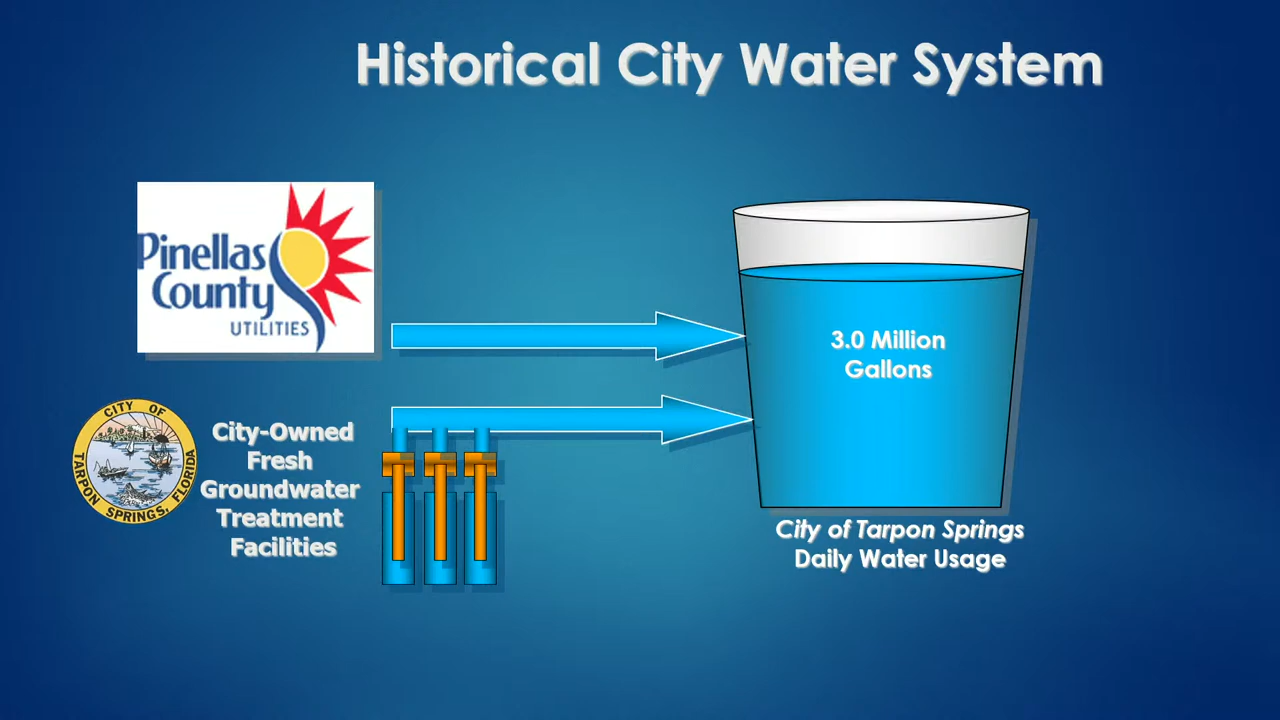 Historical City Water System
Pinellas
County
UTILITIES
3.0 Million
Gallons
CITY OF
TARPON SPRINGS, FLORIDA
City-Owned
Fresh
Groundwater
Treatment
Facilities
City of Tarpon Springs
Daily Water Usage